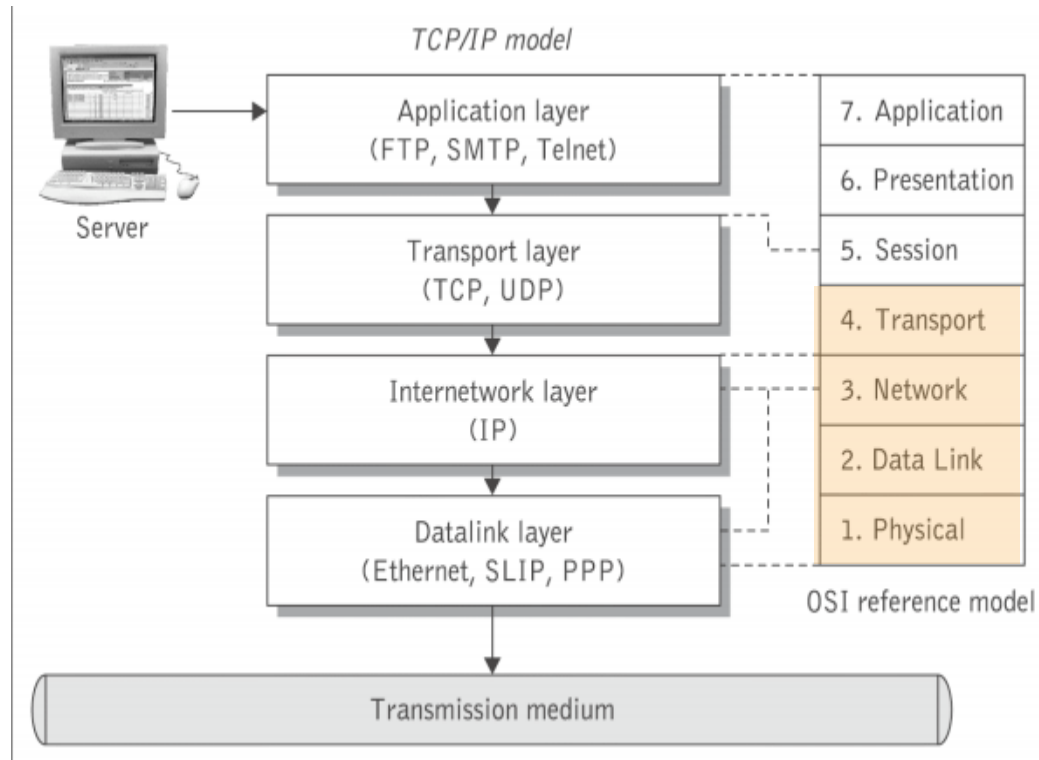 TCP/IP model
Application layer
(FTP, SMTP, Telnet)
Server
Transport layer
(TCP, UDP)
Internetwork layer
(IP)
Datalink layer
(Ethernet, SLIP, PPP)
Transmission medium
7. Application
6. Presentation
5. Session
4. Transport
3. Network
2. Data Link
1. Physical
OSI reference model